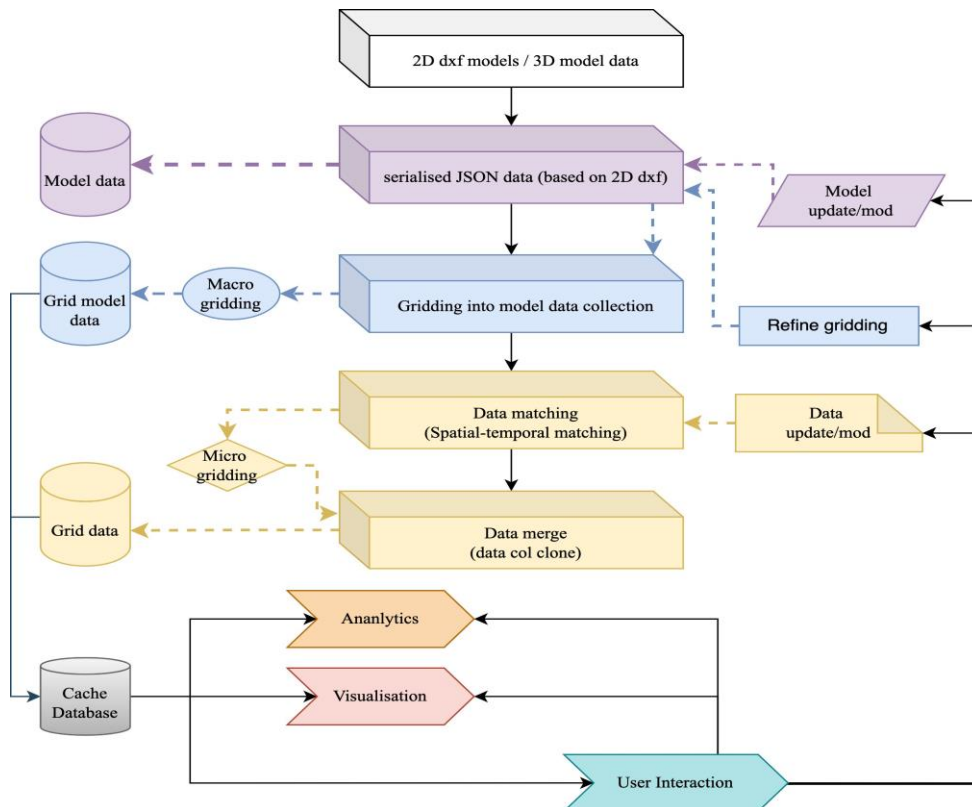 2D dxf models / 3D model data
Model data
serialised JSON data (based on 2D dxf)
Model
update/mod
Grid model
data
Macro
gridding
Gridding into model data collection
Refine gridding
Data matching
(Spatial-temporal matching)
Data
update/mod
Micro
gridding
Grid data
Data merge
(data col clone)
Ananlytics
Cache
Database
Visualisation
User Interaction